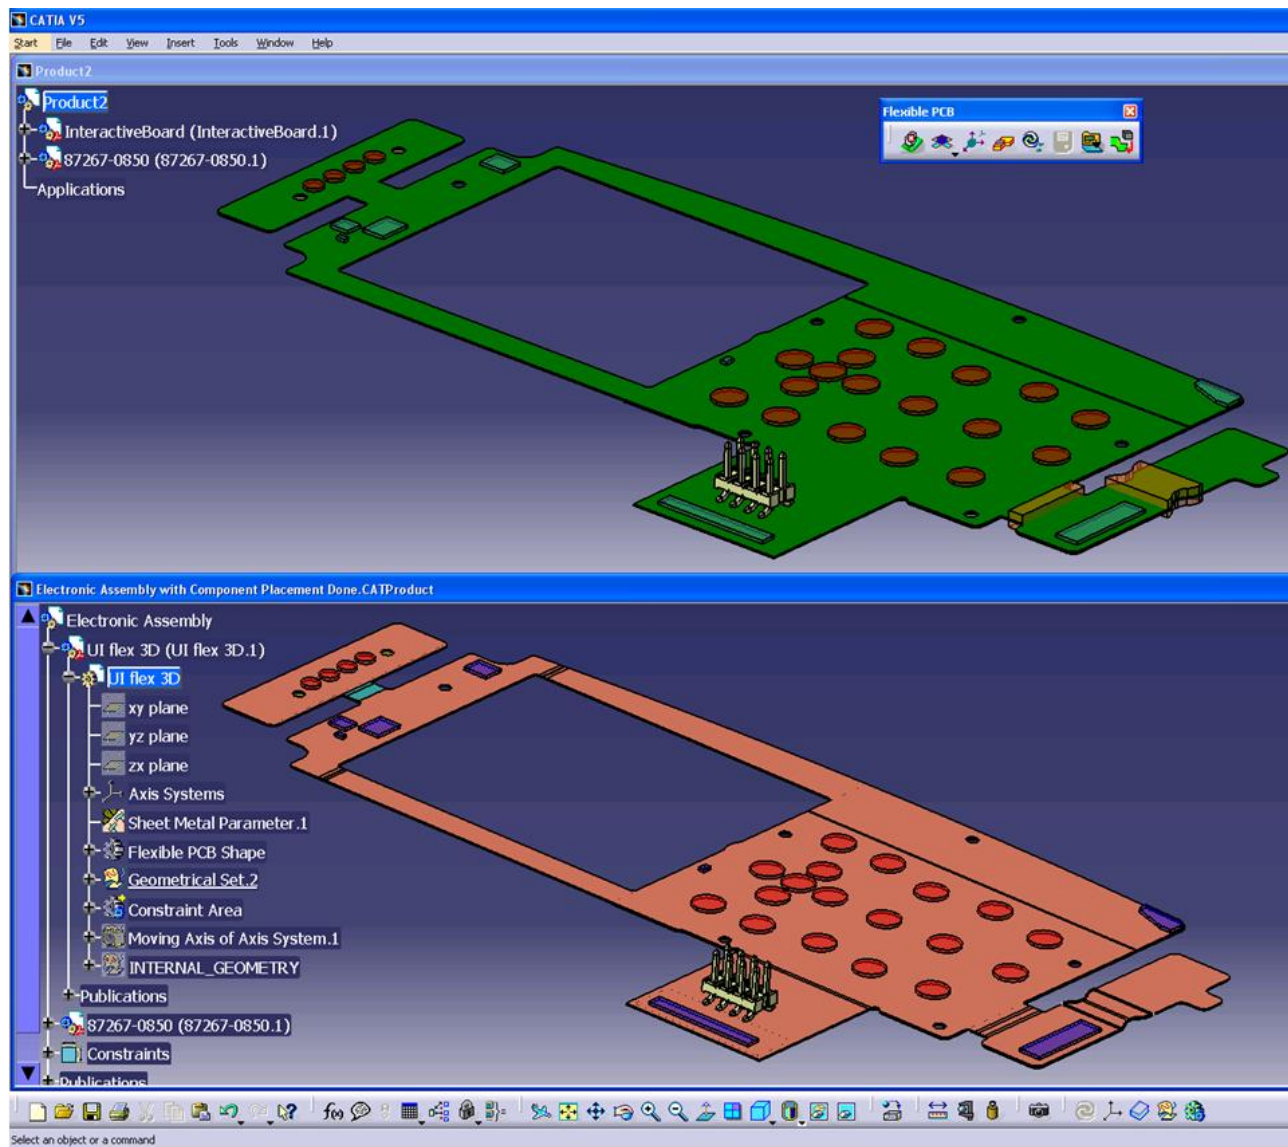 CATIA V5
Start File Edit View Insert Tools Window Help
Product2
Product2
InteractiveBoard (InteractiveBoard.1)
87267-0850 (87267-0850.1)
Applications
Flexible PCB
Electronic Assembly with Component Placement Done.CATProduct
Electronic Assembly
UI flex 3D (UI flex 3D.1)
UI flex 3D
xy plane
yz plane
zx plane
Axis Systems
Sheet Metal Parameter.1
Flexible PCB Shape
Geometrical Set.2
Constraint Area
Moving Axis of Axis System.1
INTERNAL_GEOMETRY
Publications
87267-0850 (87267-0850.1)
Constraints
Publications
f(x)
Select an object or a command